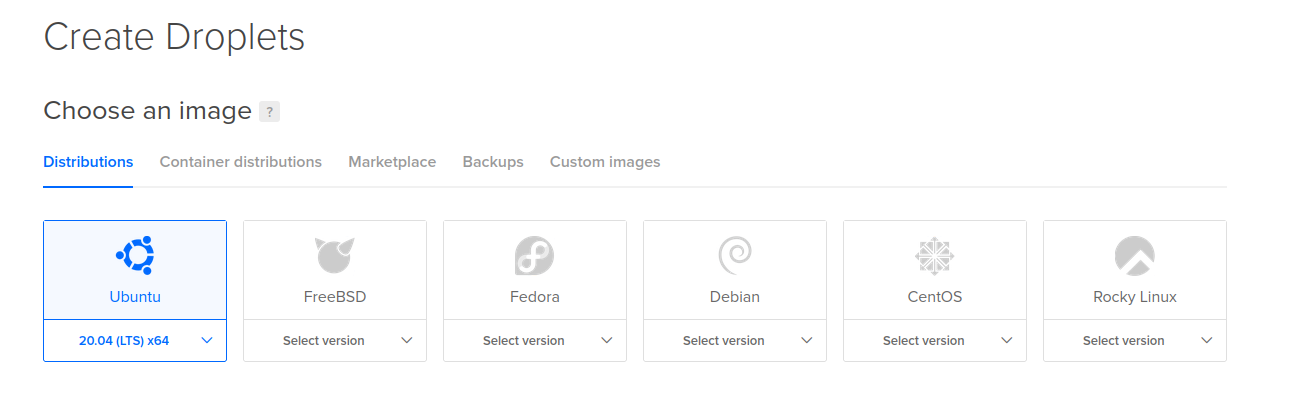 Create Droplets
Choose an image ?
Distributions Container distributions Marketplace Backups Custom images
Ubuntu FreeBSD Fedora Debian CentOS Rocky Linux
20.04 (LTS) x64 Select version Select version Select version Select version Select version